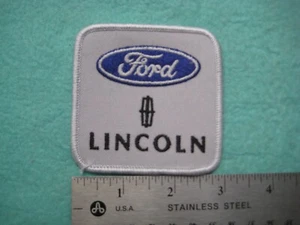 Ford
LINCOLN
1 2 3 4
U.S.A. STAINLESS STEEL